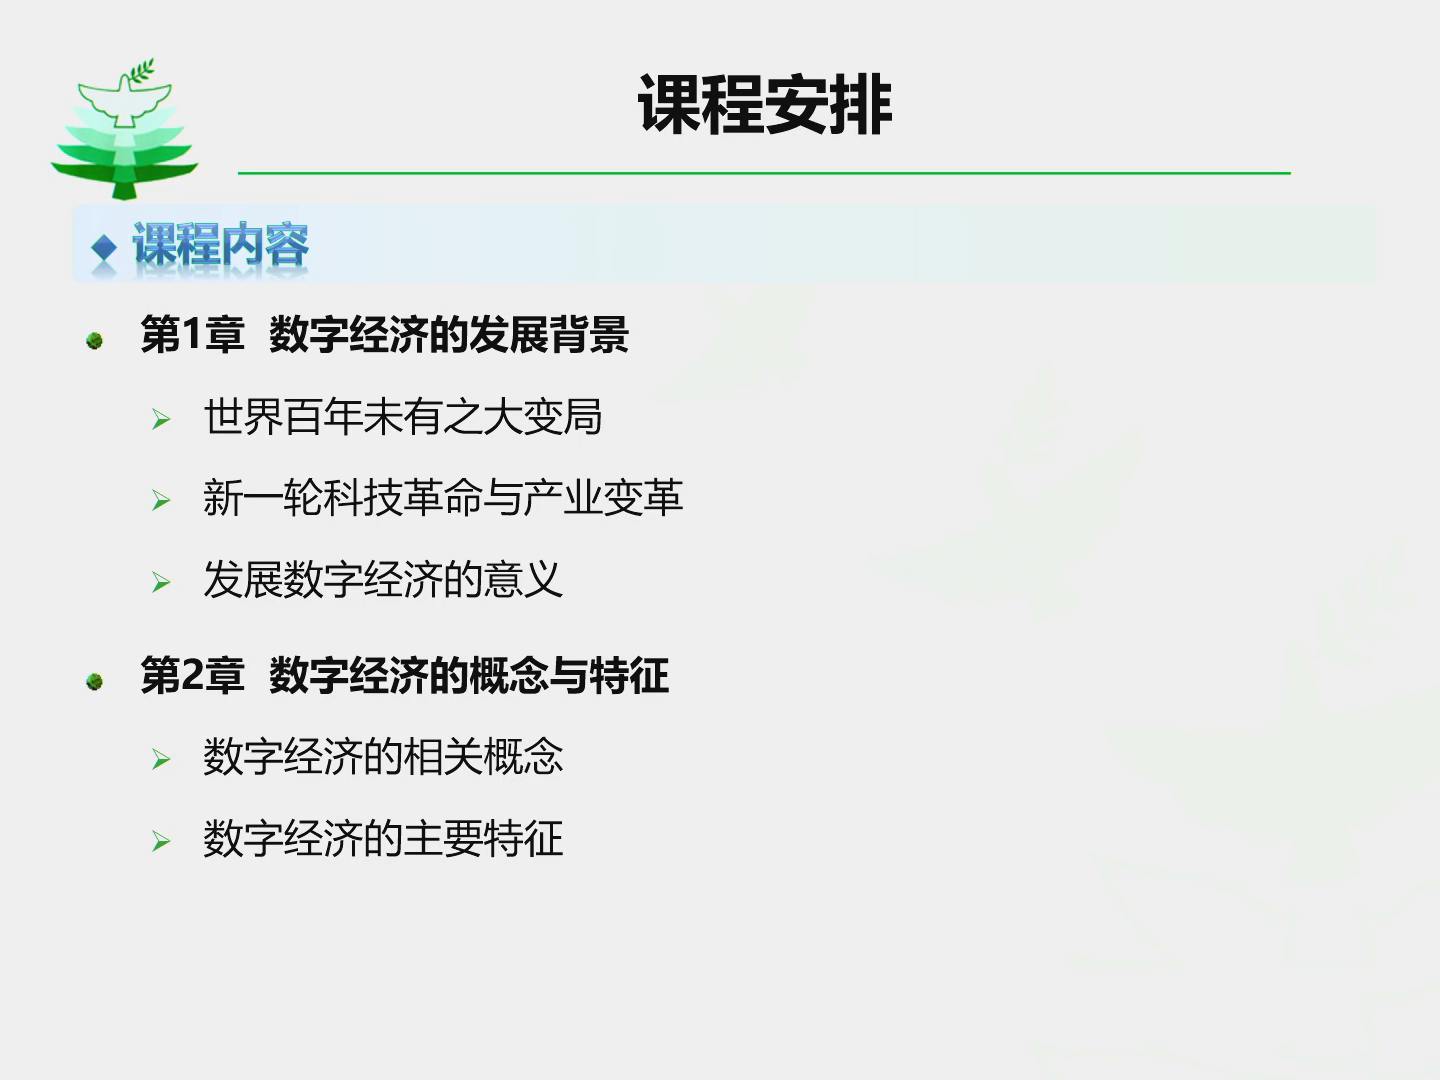 课程安排
课程内容
第1章 数字经济的发展背景
世界百年未有之大变局
新一轮科技革命与产业变革
发展数字经济的意义
第2章 数字经济的概念与特征
数字经济的相关概念
数字经济的主要特征